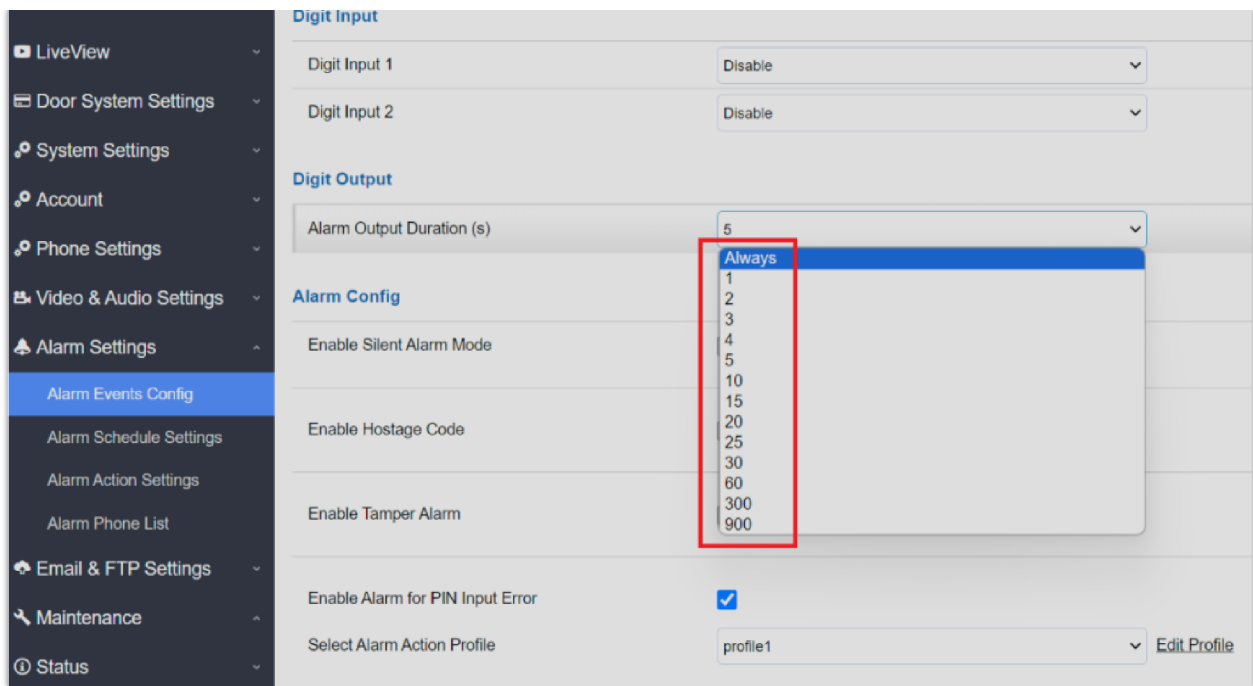 Digit Input
LiveView
Digit Input 1
Disable
Door System Settings
Digit Input 2
Disable
System Settings
Digit Output
Account
Alarm Output Duration (s)
5
Phone Settings
Always
1
2
3
4
5
10
15
20
25
30
60
300
900
Video & Audio Settings
Alarm Config
Alarm Settings
Enable Silent Alarm Mode
Alarm Events Config
Alarm Schedule Settings
Enable Hostage Code
Alarm Action Settings
Alarm Phone List
Enable Tamper Alarm
Email & FTP Settings
Enable Alarm for PIN Input Error
Maintenance
Select Alarm Action Profile
profile1
Edit Profile
Status